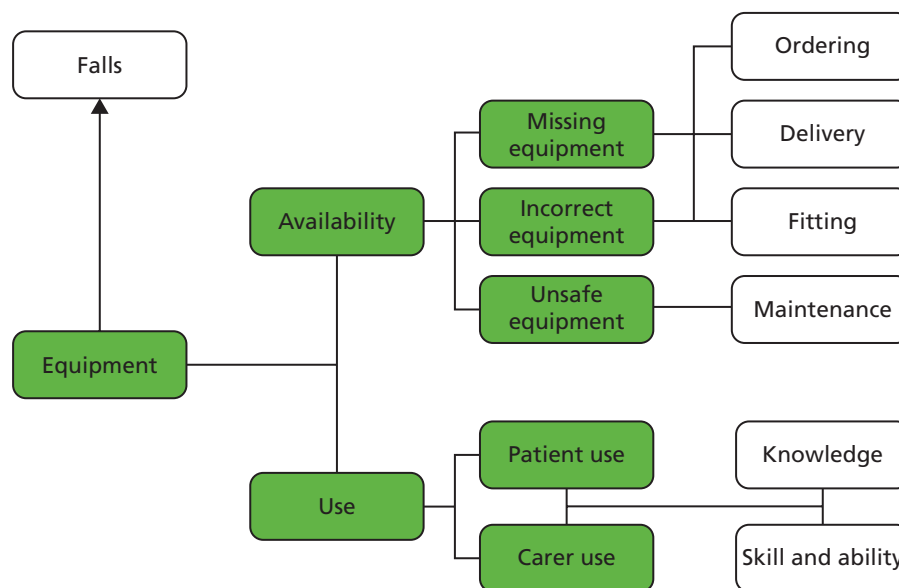 Falls
Equipment
Availability
Use
Missing
equipment
Incorrect
equipment
Unsafe
equipment
Patient use
Carer use
Ordering
Delivery
Fitting
Maintenance
Knowledge
Skill and ability